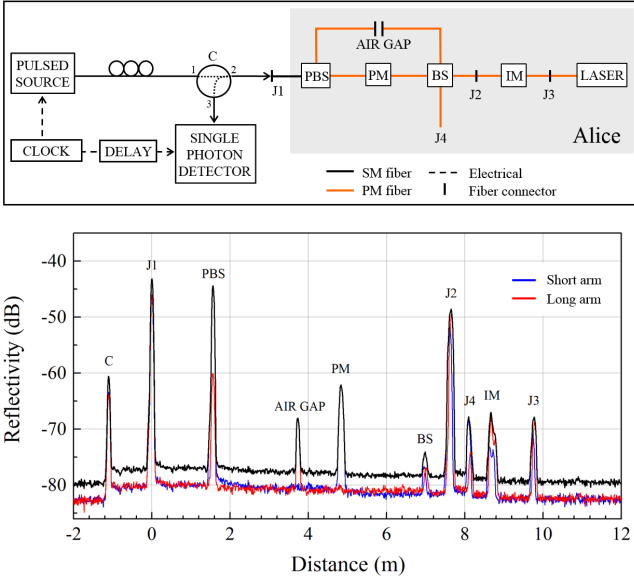 PULSED
SOURCE
CLOCK
DELAY
C
1
2
3
SINGLE
PHOTON
DETECTOR
J1
PBS
AIR GAP
PM
BS
J2
IM
J3
LASER
J4
Alice
SM fiber
PM fiber
Electrical
Fiber connector
Reflectivity (dB)
-40
-50
-60
-70
-80
C
J1
PBS
AIR GAP
PM
BS
J2
J4
IM
J3
Short arm
Long arm
-2
0
2
4
6
8
10
12
Distance (m)